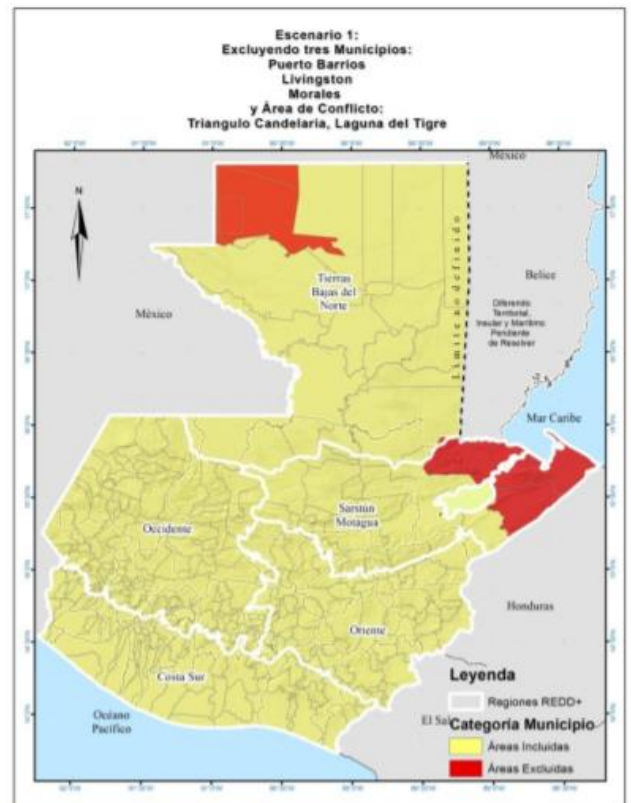 Escenario 1:
Excluyendo tres Municipios:
Puerto Barrios
Livingston
Morales
y Área de Conflicto:
Triangulo Candelaria, Laguna del Tigre
México
N
Tierras
Bajas del
Norte
Límite no definido
Belice
México
Diferendo
Territorial,
Insular y Marítimo
Pendiente
de Resolver
Mar Caribe
Sarstún
Motagua
Occidente
Honduras
Oriente
Costa Sur
Océano
Pacífico
El Sal
Leyenda
Regiones REDD+
Categoría Municipio
Áreas Incluidas
Áreas Excluidas